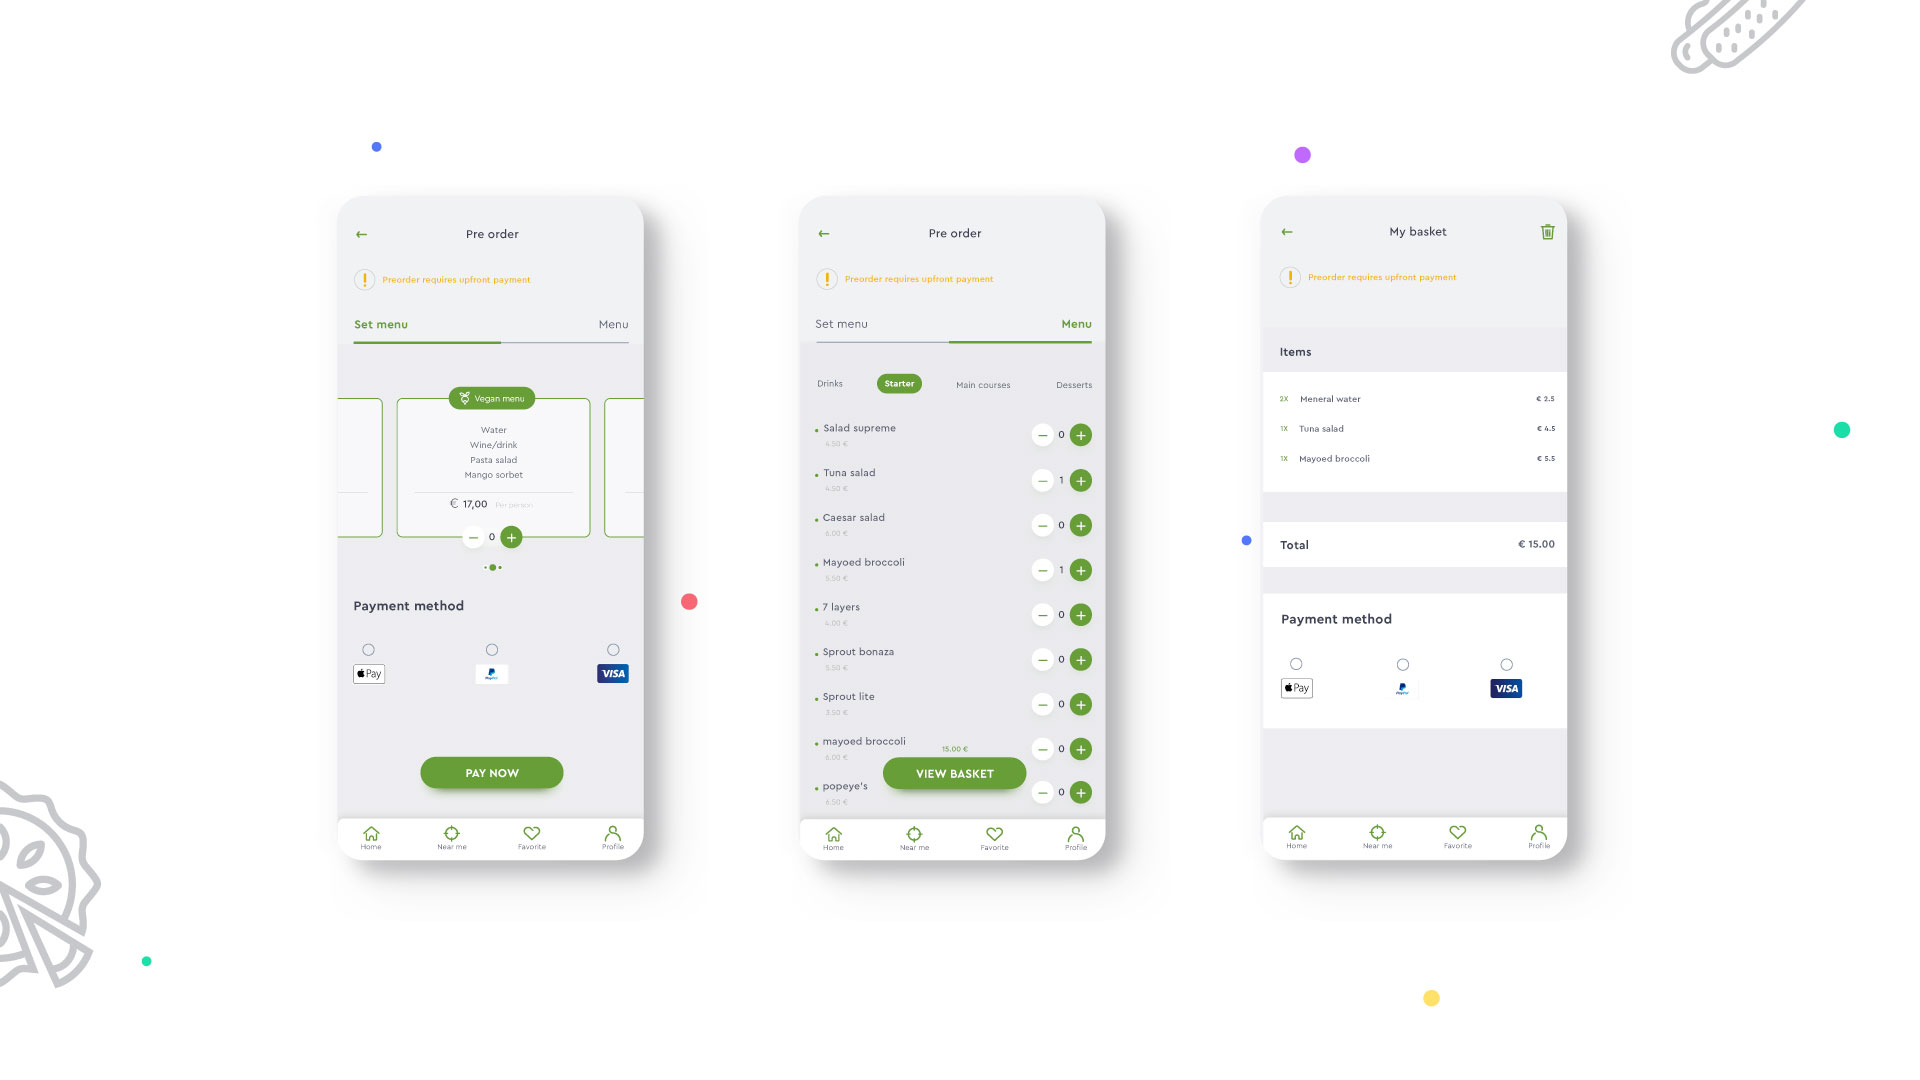 Pre order
Preorder requires upfront payment
Set menu Menu
Vegan menu
Water
Wine/drink
Pasta salad
Mango sorbet
€ 17,00 Per person
0
Payment method
Pay
PayPal
VISA
PAY NOW
Home Near me Favorite Profile
Pre order
Preorder requires upfront payment
Set menu Menu
Drinks Starter Main courses Desserts
Salad supreme 0
4.50 €
Tuna salad 1
4.50 €
Caesar salad 0
6.00 €
Mayoed broccoli 1
5.50 €
7 layers 0
4.00 €
Sprout bonaza 0
5.50 €
Sprout lite 0
3.50 €
mayoed broccoli 0
6.00 €
15.00 €
VIEW BASKET
popeye's 0
6.50 €
Home Near me Favorite Profile
My basket
Preorder requires upfront payment
Items
2X Meneral water € 2.5
1X Tuna salad € 4.5
1X Mayoed broccoli € 5.5
Total € 15.00
Payment method
Pay
PayPal
VISA
Home Near me Favorite Profile